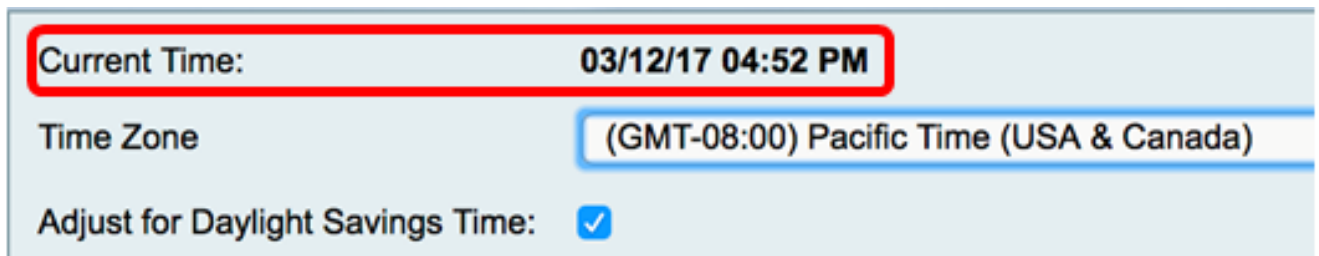 Current Time: 03/12/17 04:52 PM
Time Zone (GMT-08:00) Pacific Time (USA & Canada)
Adjust for Daylight Savings Time: